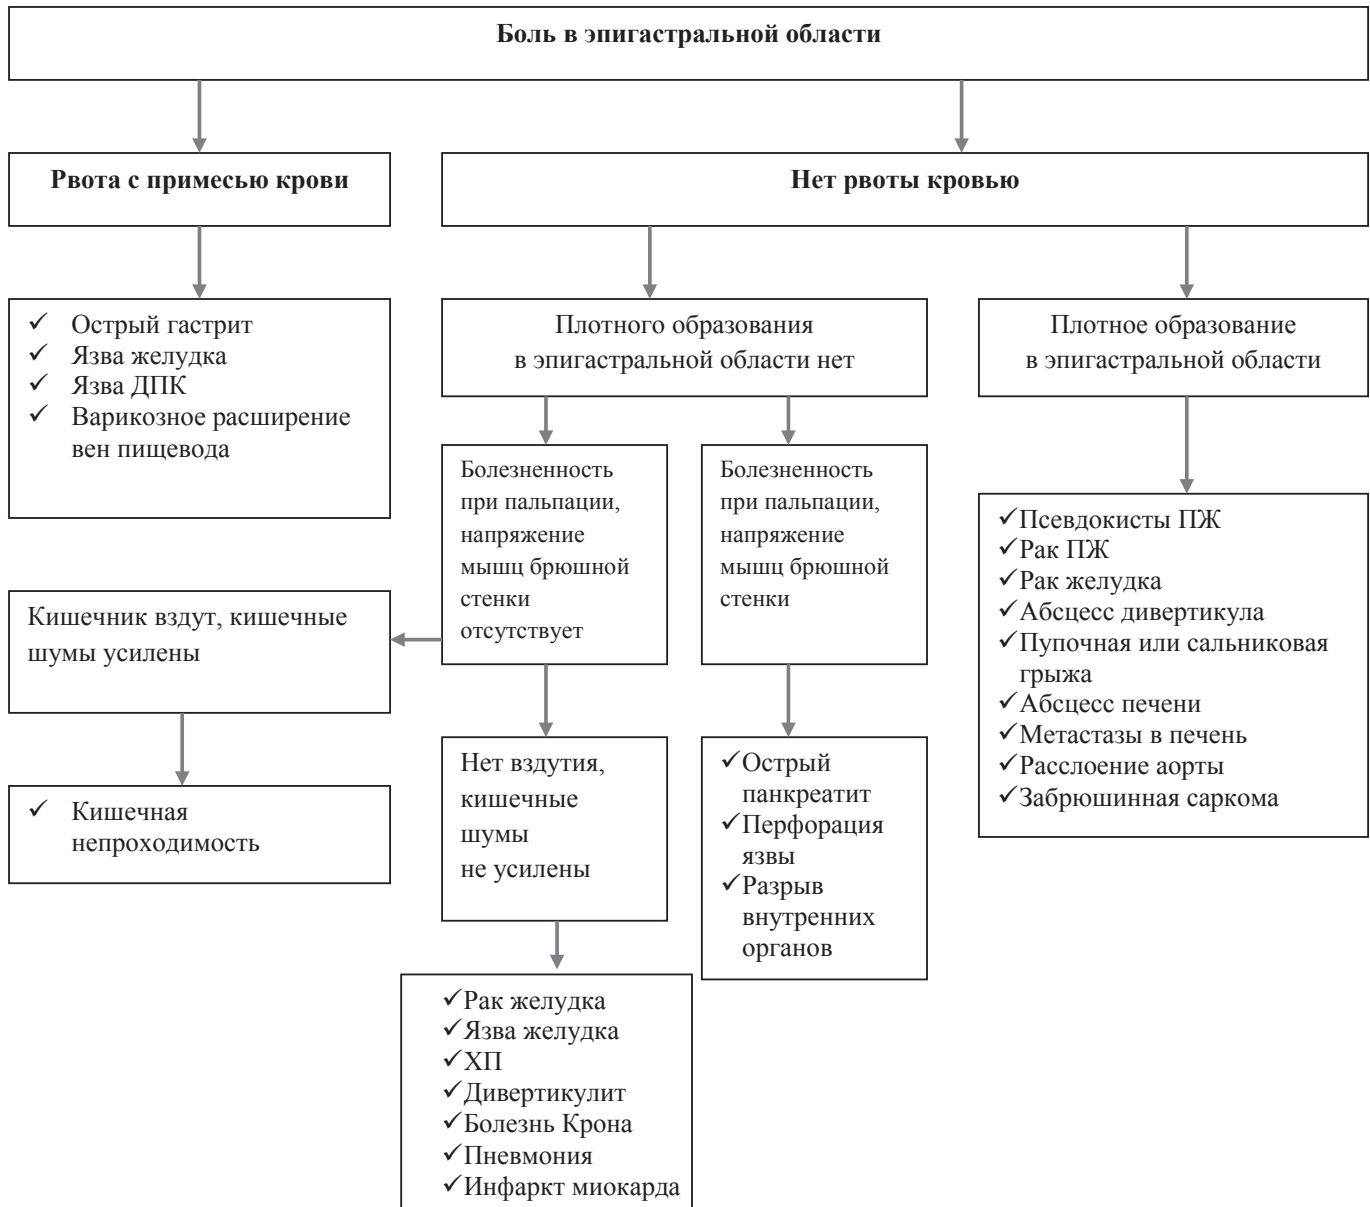 Боль в эпигастральной области
Рвота с примесью крови
Нет рвоты кровью
✓ Острый гастрит
✓ Язва желудка
✓ Язва ДПК
✓ Варикозное расширение
вен пищевода
Плотного образования
в эпигастральной области нет
Плотное образование
в эпигастральной области
Болезненность
при пальпации,
напряжение
мышц брюшной
стенки
отсутствует
Болезненность
при пальпации,
напряжение
мышц брюшной
стенки
✓Псевдокисты ПЖ
✓Рак ПЖ
✓Рак желудка
✓Абсцесс дивертикула
✓Пупочная или сальниковая
грыжа
✓Абсцесс печени
✓Метастазы в печень
✓Расслоение аорты
✓Забрюшинная саркома
Кишечник вздут, кишечные
шумы усилены
✓ Кишечная
непроходимость
Нет вздутия,
кишечные
шумы
не усилены
✓Острый
панкреатит
✓Перфорация
язвы
✓Разрыв
внутренних
органов
✓Рак желудка
✓Язва желудка
✓ХП
✓Дивертикулит
✓Болезнь Крона
✓Пневмония
✓Инфаркт миокарда